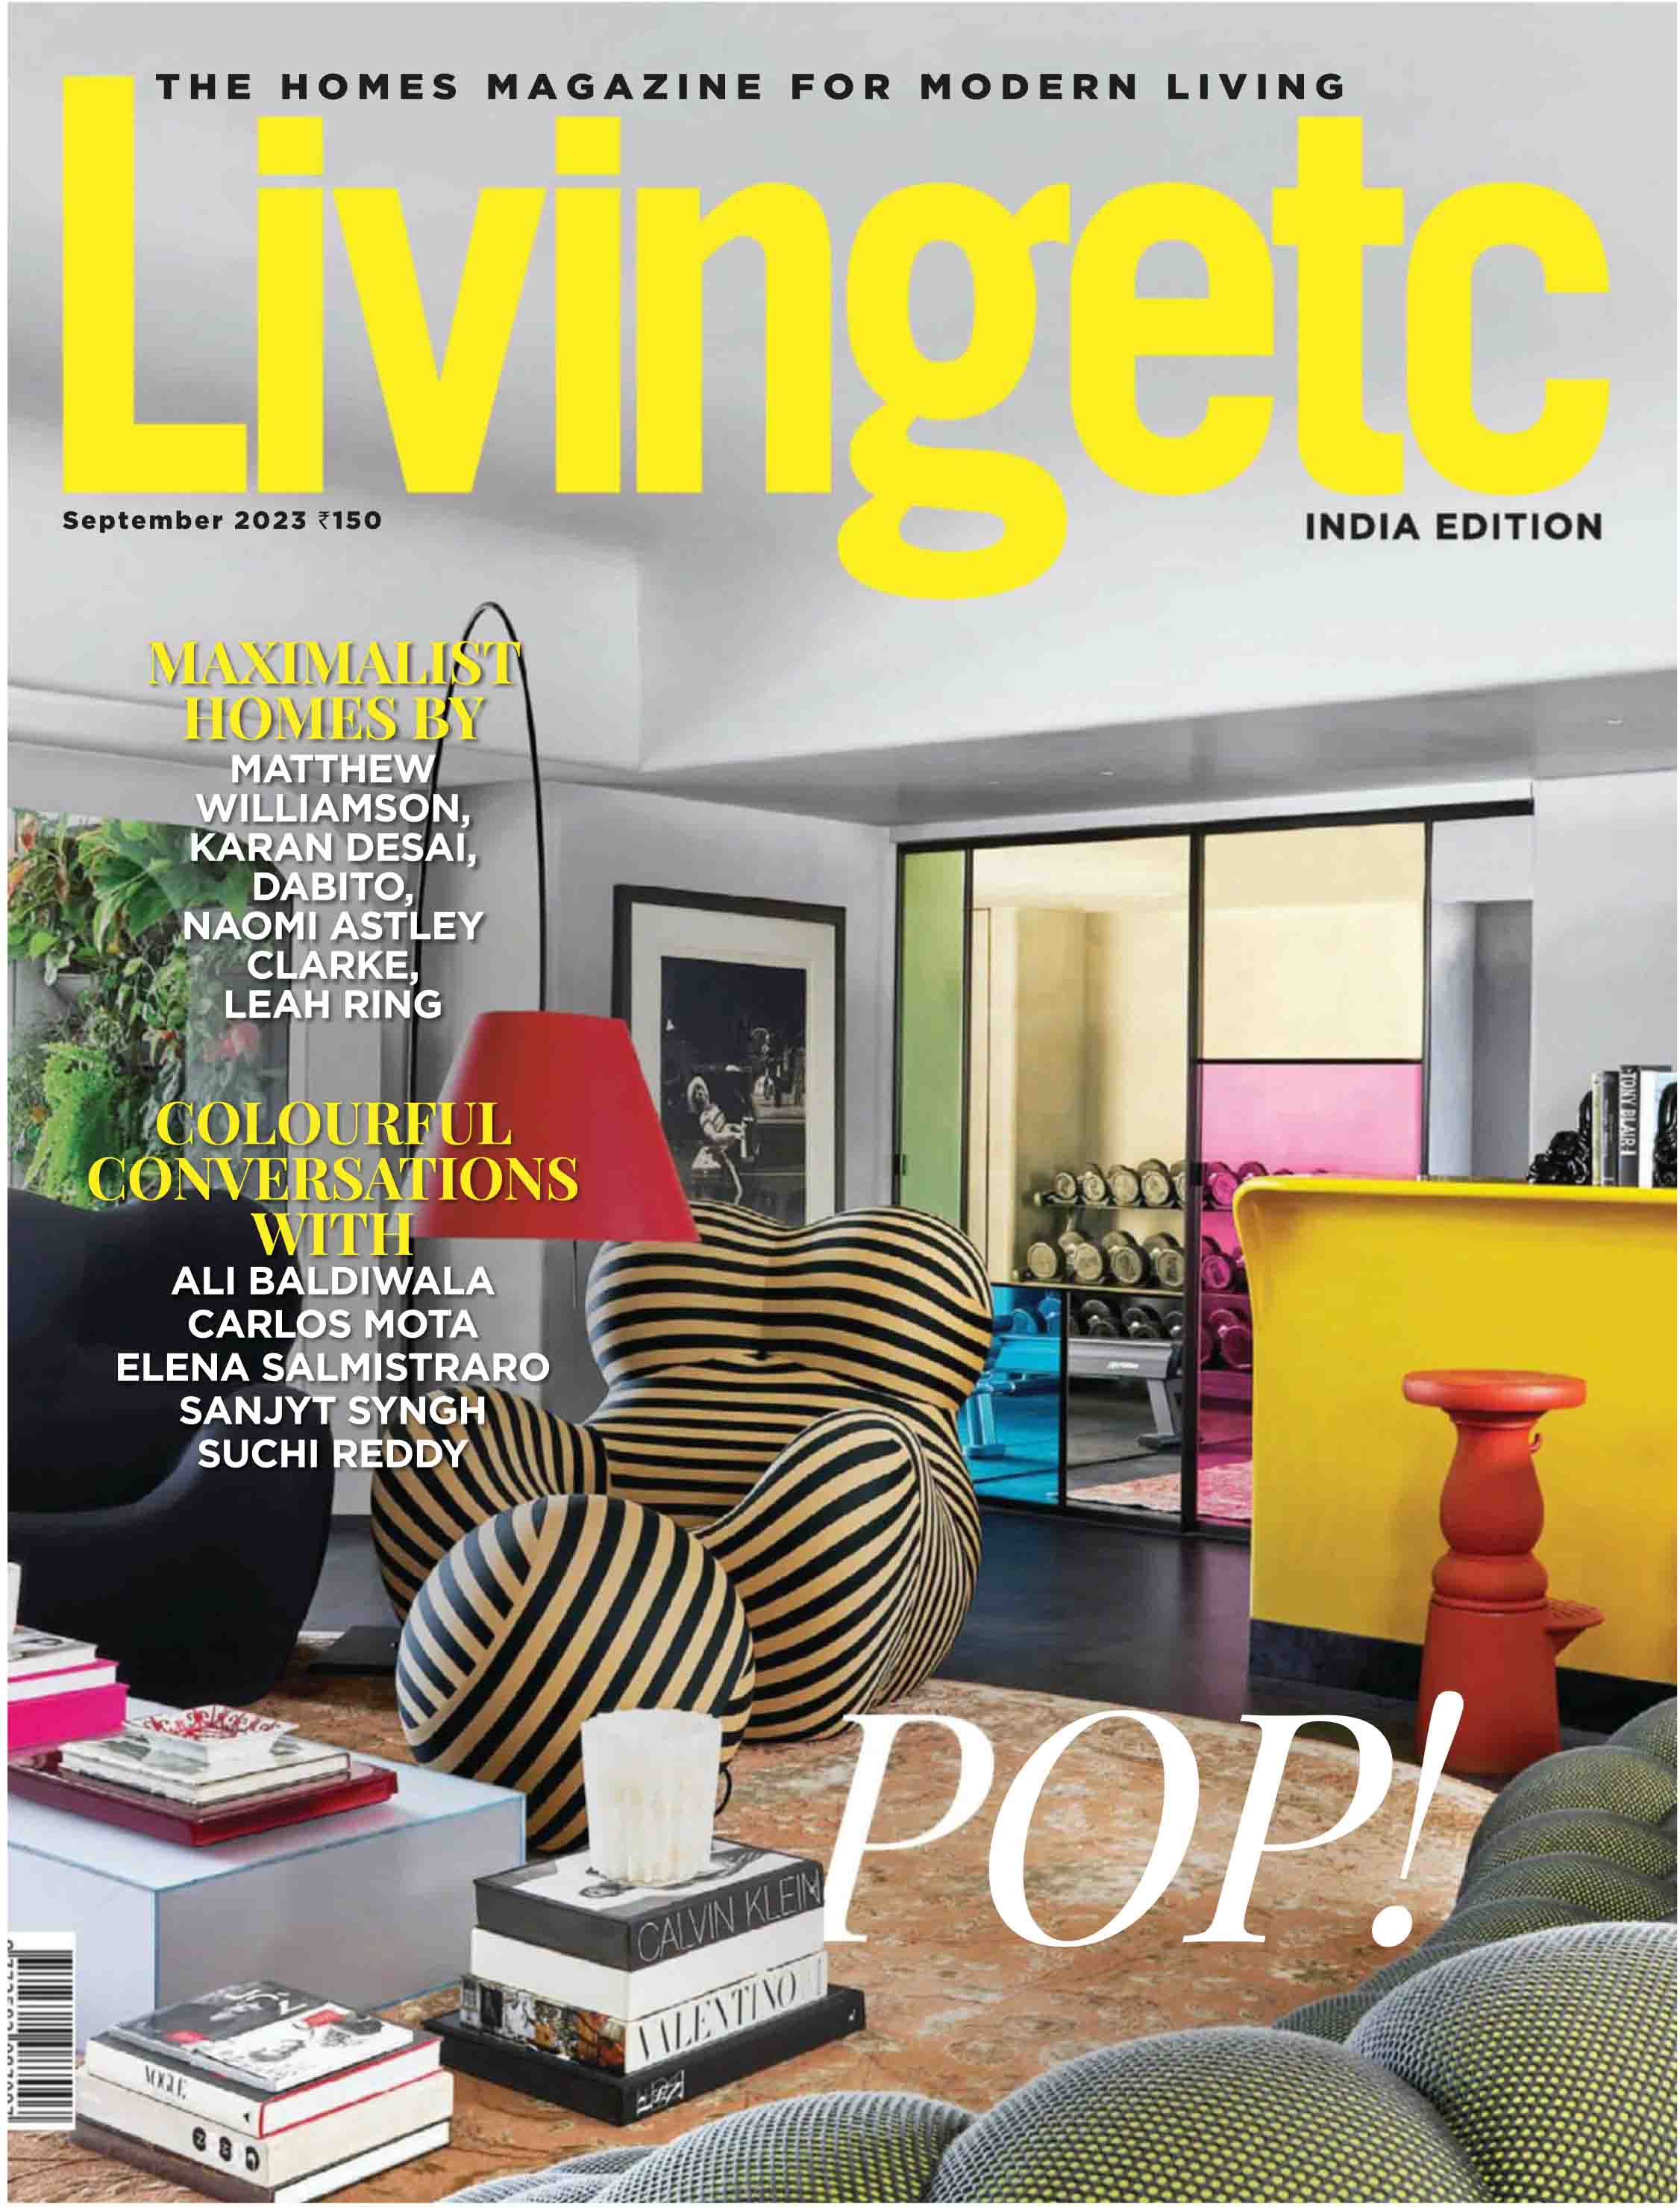 THE HOMES MAGAZINE FOR MODERN LIVING
Livingetc
September 2023 ₹150
INDIA EDITION
MAXIMALIST
HOMES BY
MATTHEW
WILLIAMSON,
KARAN DESAI,
DABITO,
NAOMI ASTLEY
CLARKE,
LEAH RING
COLOURFUL
CONVERSATIONS
WITH
ALI BALDIWALA
CARLOS MOTA
ELENA SALMISTRARO
SANJYT SYNGH
SUCHI REDDY
TONY BLAIR
POP!
CALVIN KLEIN
VALENTINO
VOGUE